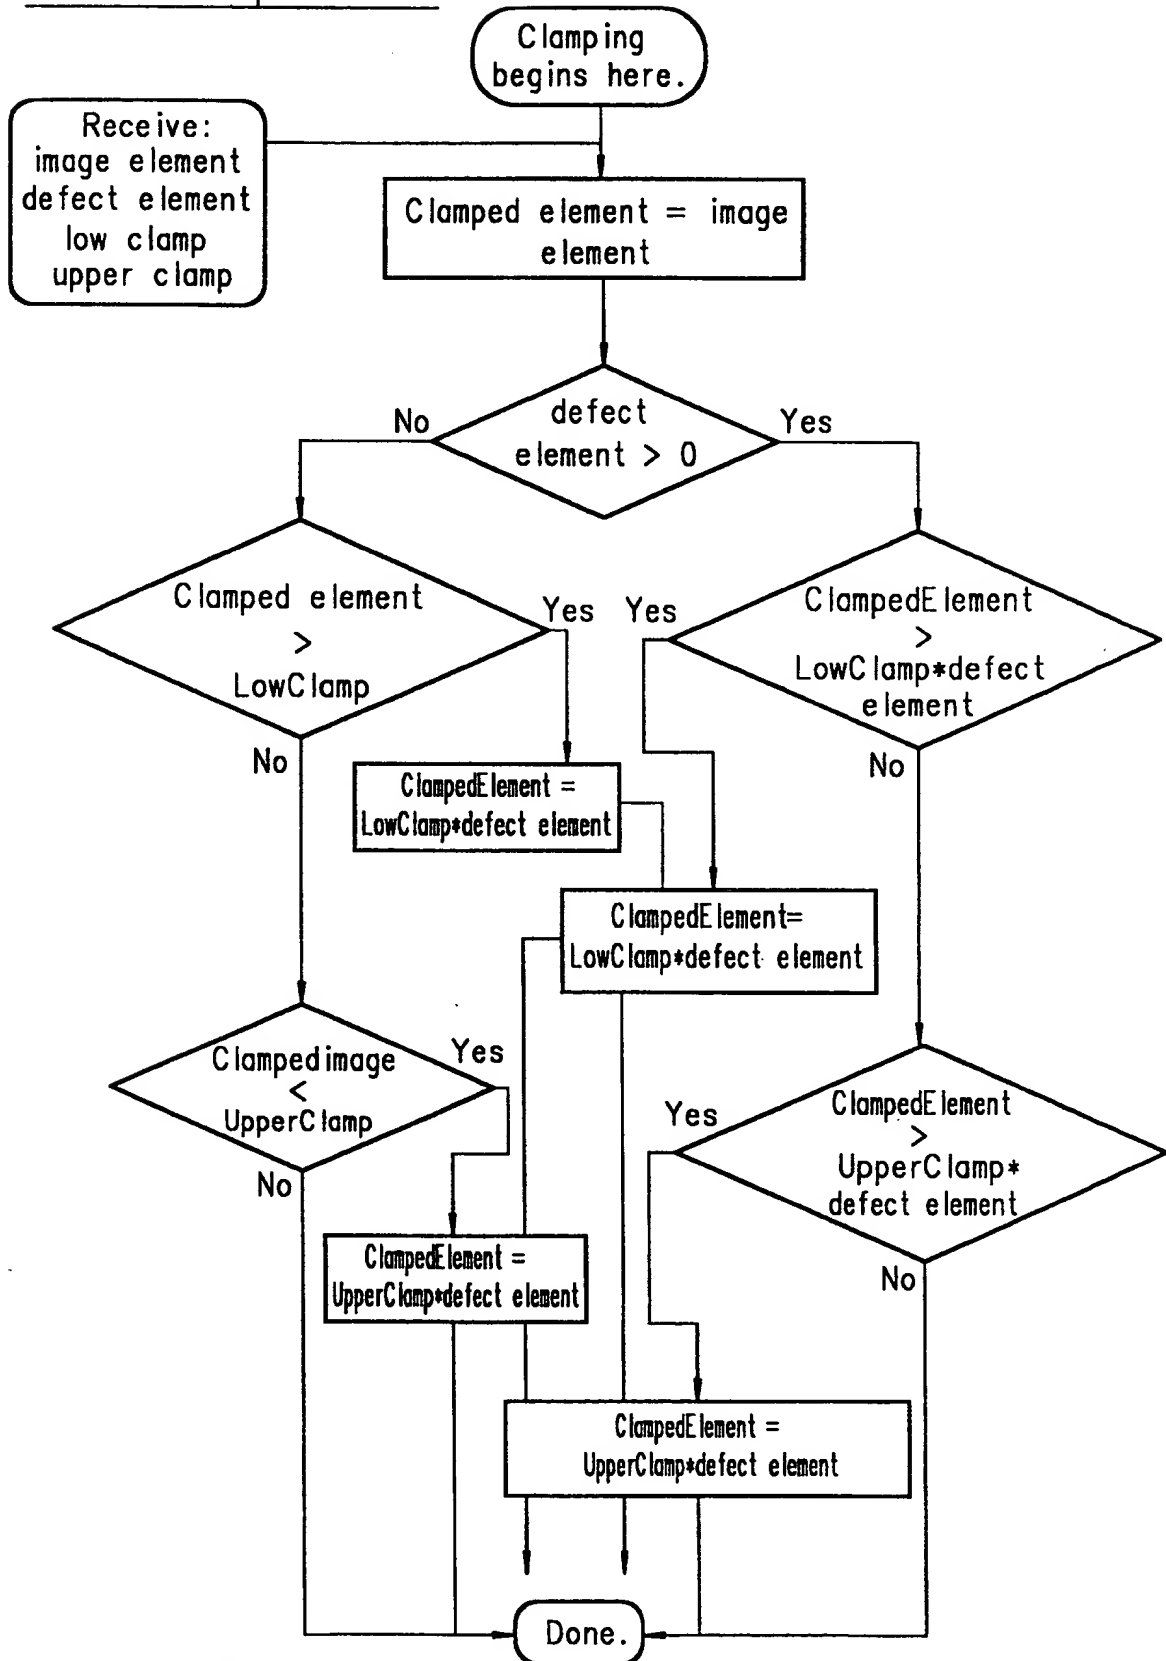 Clamping
begins here.
Receive:
image element
defect element
low clamp
upper clamp
Clamped element = image
element
defect
element > 0
No
Yes
Clamped element
>
LowClamp
Yes
No
ClampedElement
>
LowClamp*defect
element
Yes
No
ClampedElement =
LowClamp*defect element
ClampedElement=
LowClamp*defect element
Clampedimage
<
UpperClamp
Yes
No
ClampedElement
>
UpperClamp*
defect element
Yes
No
ClampedElement =
UpperClamp*defect element
ClampedElement =
UpperClamp*defect element
Done.